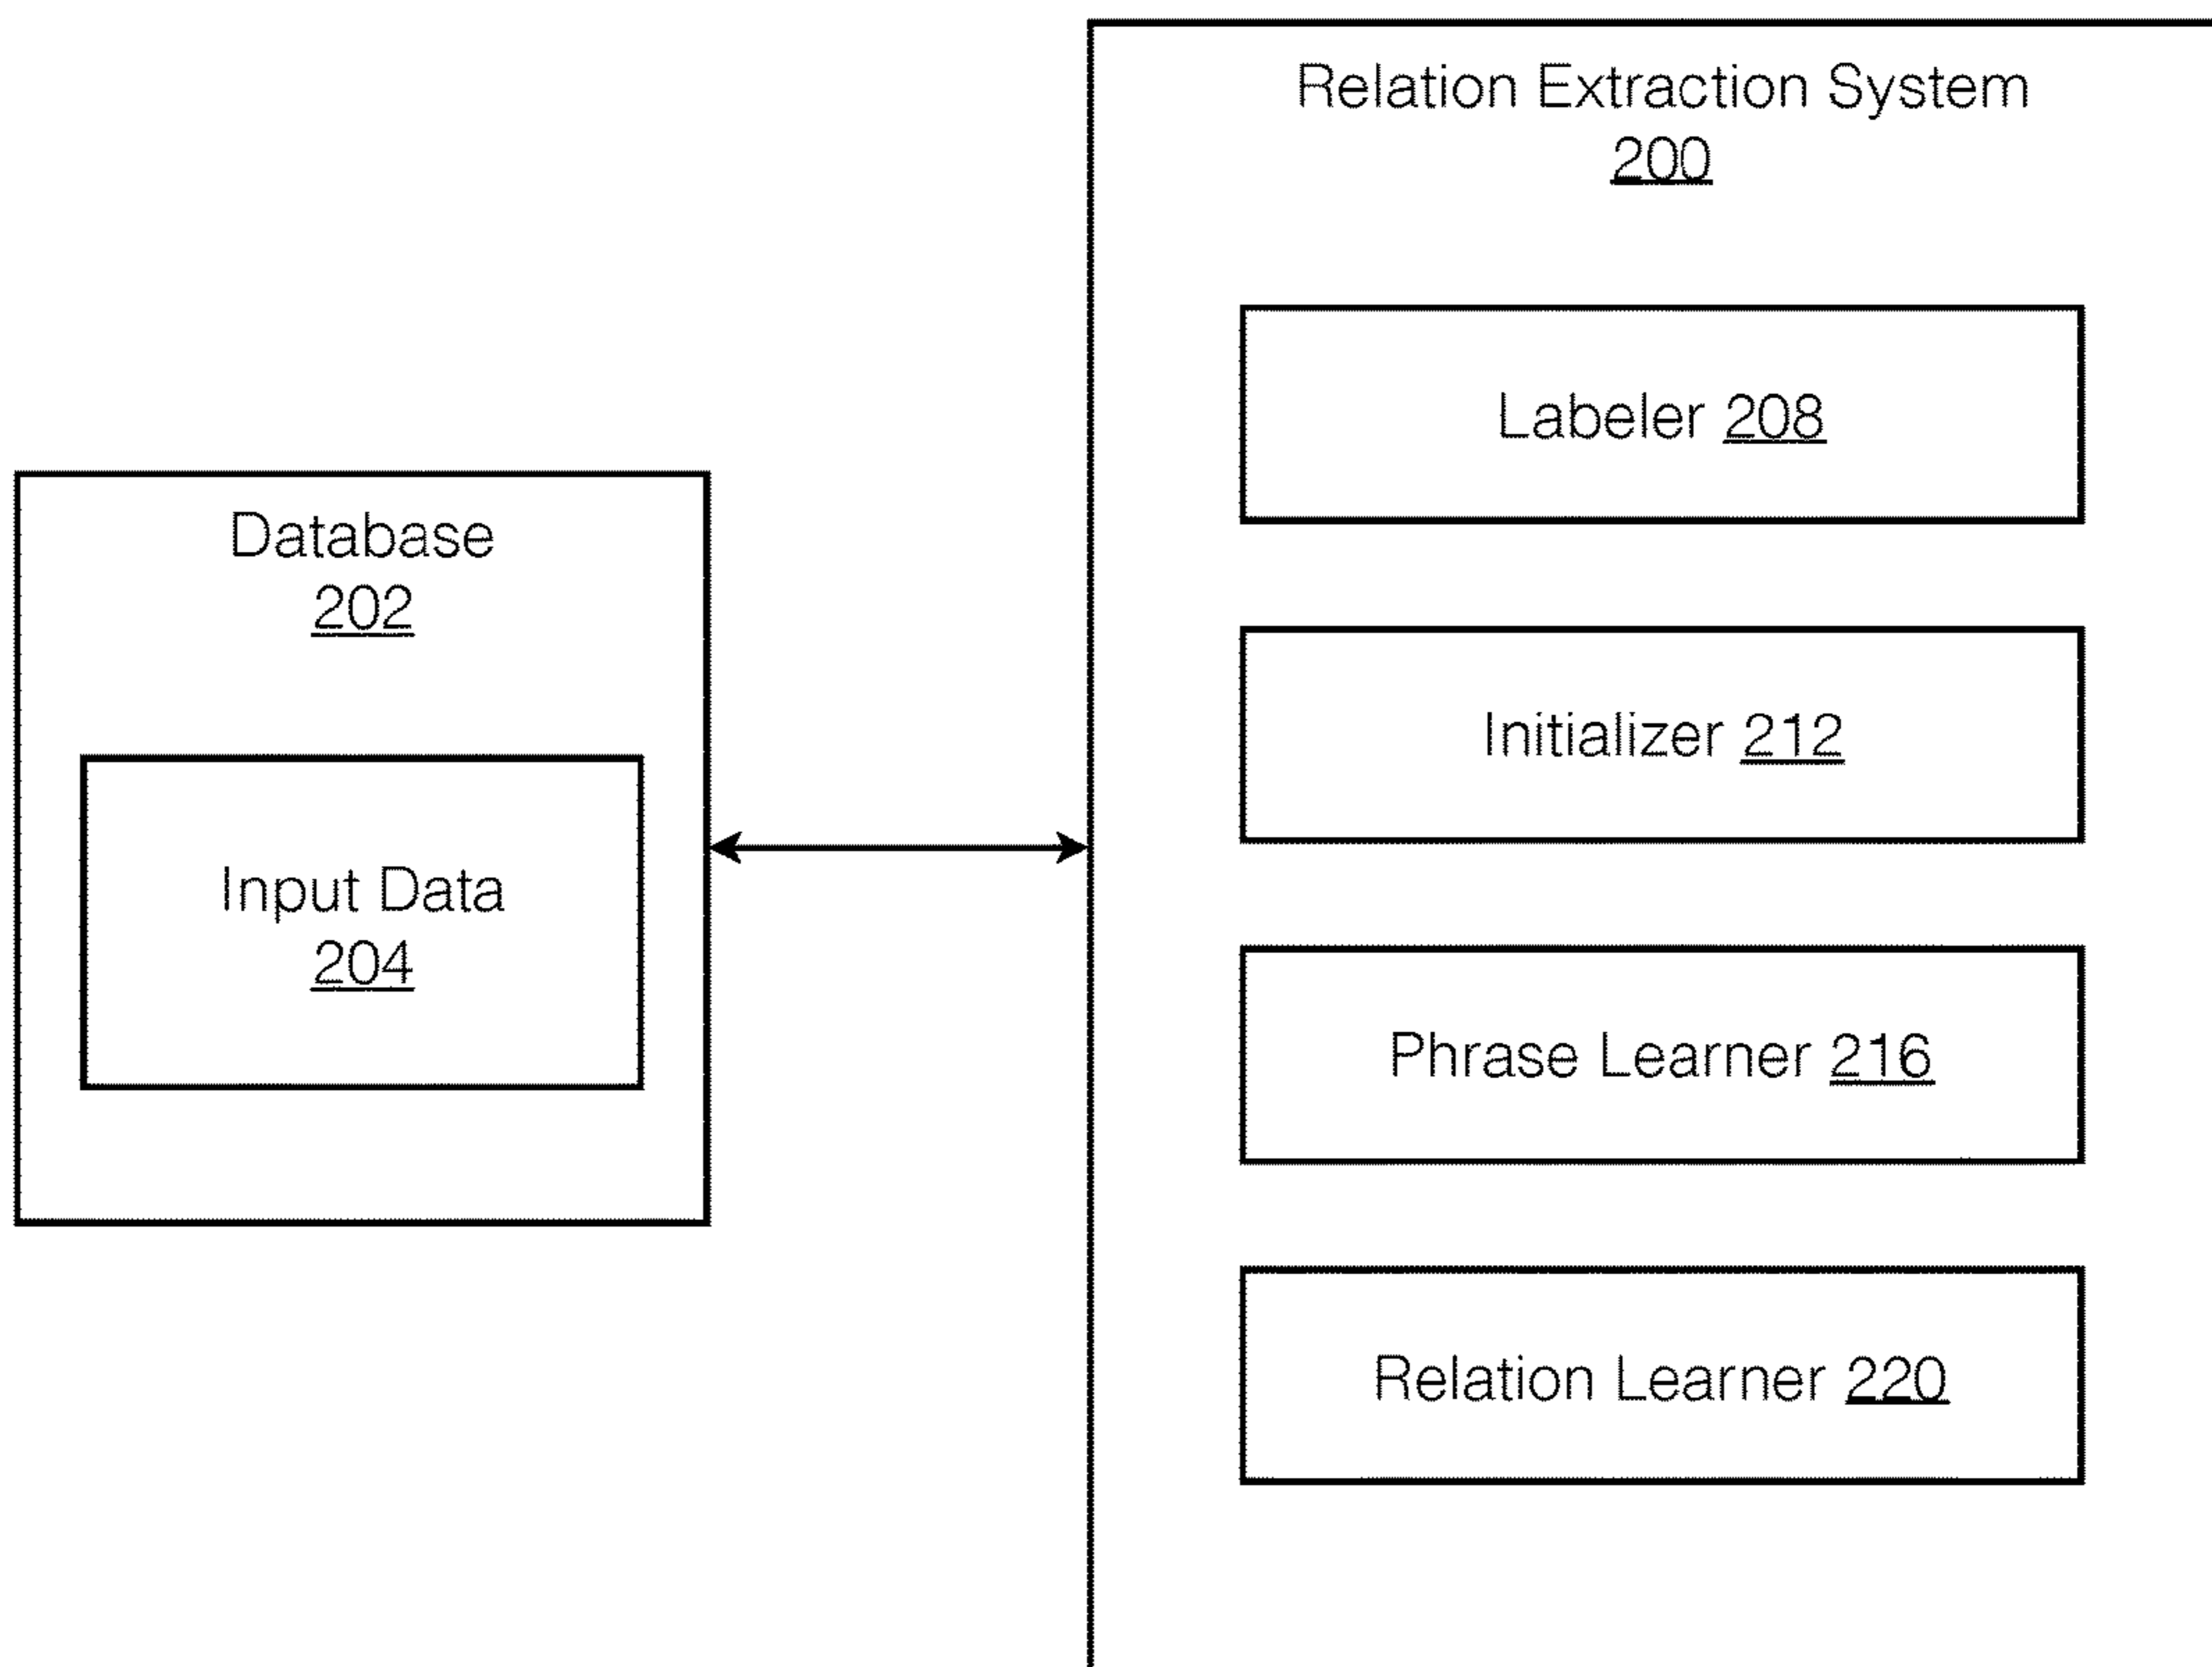 Relation Extraction System
200
Labeler 208
Database
202
Initializer 212
Input Data
204
Phrase Learner 216
Relation Learner 220